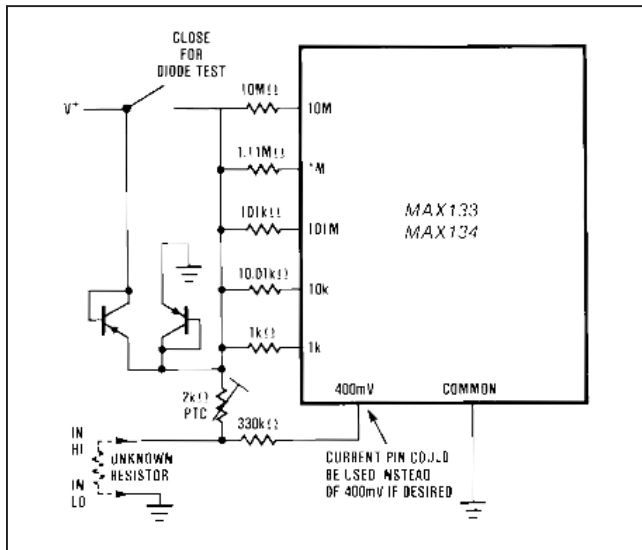 CLOSE
FOR
DIODE TEST
V+
10MΩ
10M
1.11MΩ
*M
101kΩ
101M
MAX133
MAX134
10.01kΩ
10k
1kΩ
1k
2kΩ
PTC
400mV
COMMON
330kΩ
IN
HI
UNKNOWN
RESISTOR
IN
LO
CURRENT PIN COULD
BE USED INSTEAD
OF 400mV IF DESIRED